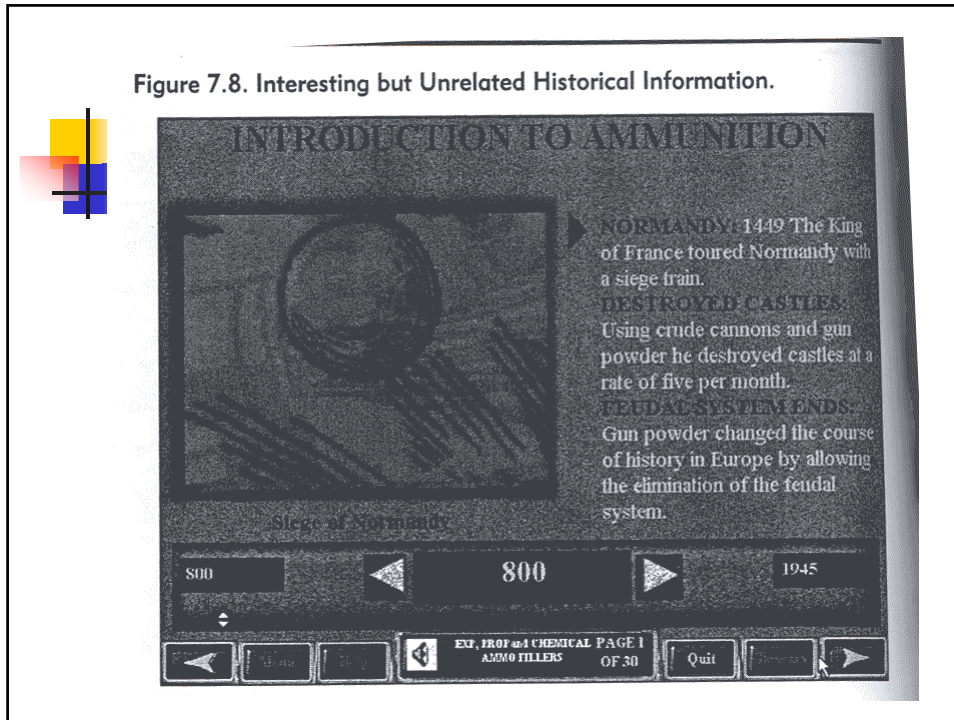 Figure 7.8. Interesting but Unrelated Historical Information.
INTRODUCTION TO AMMUNITION
NORMANDY: 1449 The King
of France toured Normandy with
a siege train.
DESTROYED CASTLES:
Using crude cannons and gun
powder he destroyed castles at a
rate of five per month.
FEUDAL SYSTEM ENDS:
Gun powder changed the course
of history in Europe by allowing
the elimination of the feudal
system.
Siege of Normandy
800
800
1945
Menu
Help
EXP, PROP and CHEMICAL PAGE 1
AMMO FILLERS OF 30
Quit